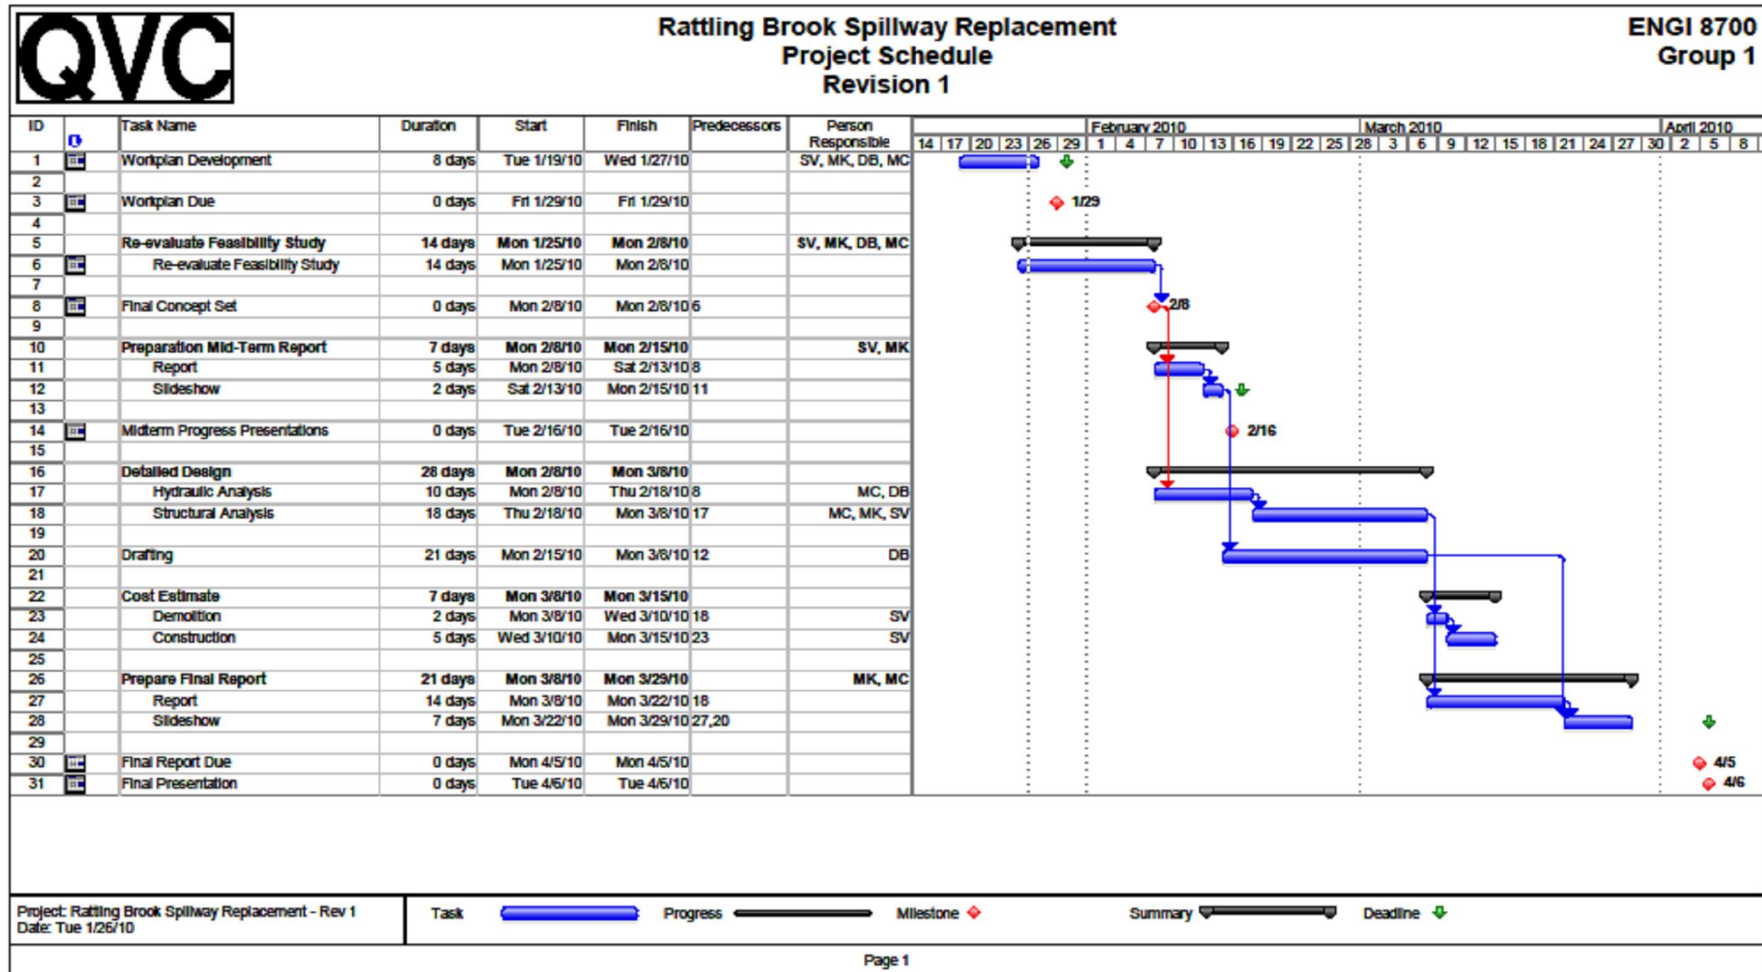 QVC
Rattling Brook Spillway Replacement
Project Schedule
Revision 1
ENGI 8700
Group 1
ID Task Name Duration Start Finish Predecessors Person Responsible
February 2010 March 2010 April 2010
14 17 20 23 26 29 1 4 7 10 13 16 19 22 25 28 3 6 9 12 15 18 21 24 27 30 2 5 8
1 Workplan Development 8 days Tue 1/19/10 Wed 1/27/10 SV, MK, DB, MC
2
3 Workplan Due 0 days Fri 1/29/10 Fri 1/29/10 1/29
4
5 Re-evaluate Feasibility Study 14 days Mon 1/25/10 Mon 2/8/10 SV, MK, DB, MC
6 Re-evaluate Feasibility Study 14 days Mon 1/25/10 Mon 2/8/10
7
8 Final Concept Set 0 days Mon 2/8/10 Mon 2/8/10 6 2/8
9
10 Preparation Mid-Term Report 7 days Mon 2/8/10 Mon 2/15/10 SV, MK
11 Report 5 days Mon 2/8/10 Sat 2/13/10 8
12 Slideshow 2 days Sat 2/13/10 Mon 2/15/10 11
13
14 Midterm Progress Presentations 0 days Tue 2/16/10 Tue 2/16/10 2/16
15
16 Detailed Design 28 days Mon 2/8/10 Mon 3/8/10
17 Hydraulic Analysis 10 days Mon 2/8/10 Thu 2/18/10 8 MC, DB
18 Structural Analysis 18 days Thu 2/18/10 Mon 3/8/10 17 MC, MK, SV
19
20 Drafting 21 days Mon 2/15/10 Mon 3/8/10 12 DB
21
22 Cost Estimate 7 days Mon 3/8/10 Mon 3/15/10
23 Demolition 2 days Mon 3/8/10 Wed 3/10/10 18 SV
24 Construction 5 days Wed 3/10/10 Mon 3/15/10 23 SV
25
26 Prepare Final Report 21 days Mon 3/8/10 Mon 3/29/10 MK, MC
27 Report 14 days Mon 3/8/10 Mon 3/22/10 18
28 Slideshow 7 days Mon 3/22/10 Mon 3/29/10 27,20
29
30 Final Report Due 0 days Mon 4/5/10 Mon 4/5/10 4/5
31 Final Presentation 0 days Tue 4/6/10 Tue 4/6/10 4/6
Project: Rattling Brook Spillway Replacement - Rev 1
Date: Tue 1/26/10
Task Progress Milestone Summary Deadline
Page 1